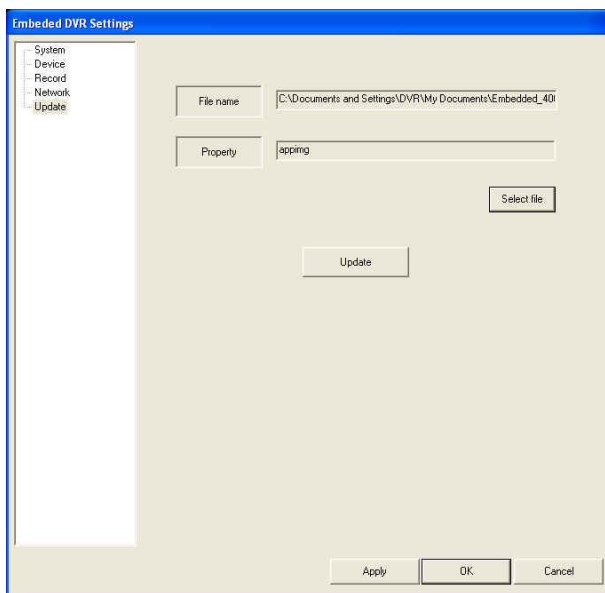 Embeded DVR Settings
System
Device
Record
Network
Update
File name
C:\Documents and Settings\DVR\My Documents\Embedded_40
Property
appimg
Select file
Update
Apply
OK
Cancel